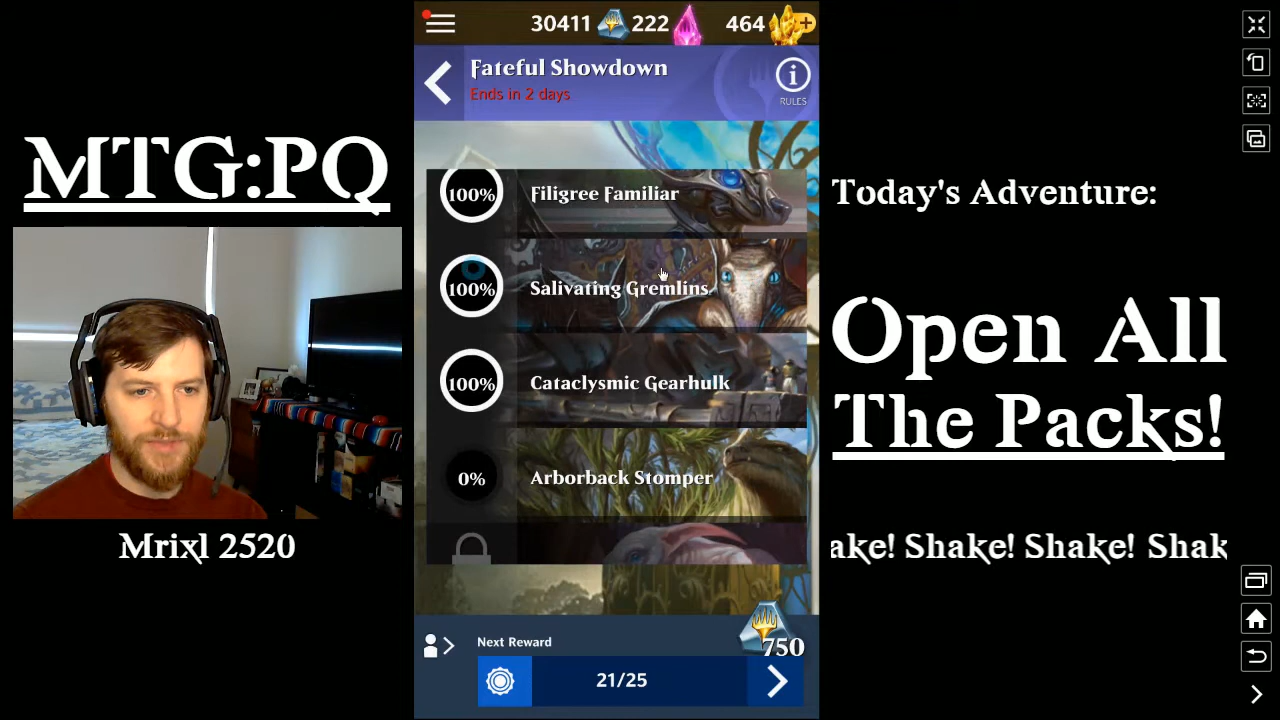 30411 222 464
Fateful Showdown
Ends in 2 days
RULES
MTG:PQ
Mrixl 2520
100% Filigree Familiar
100% Salivating Gremlins
100% Cataclysmic Gearhulk
0% Arborback Stomper
Next Reward
750
21/25
Today's Adventure:
Open All
The Packs!
ake! Shake! Shake! Shak